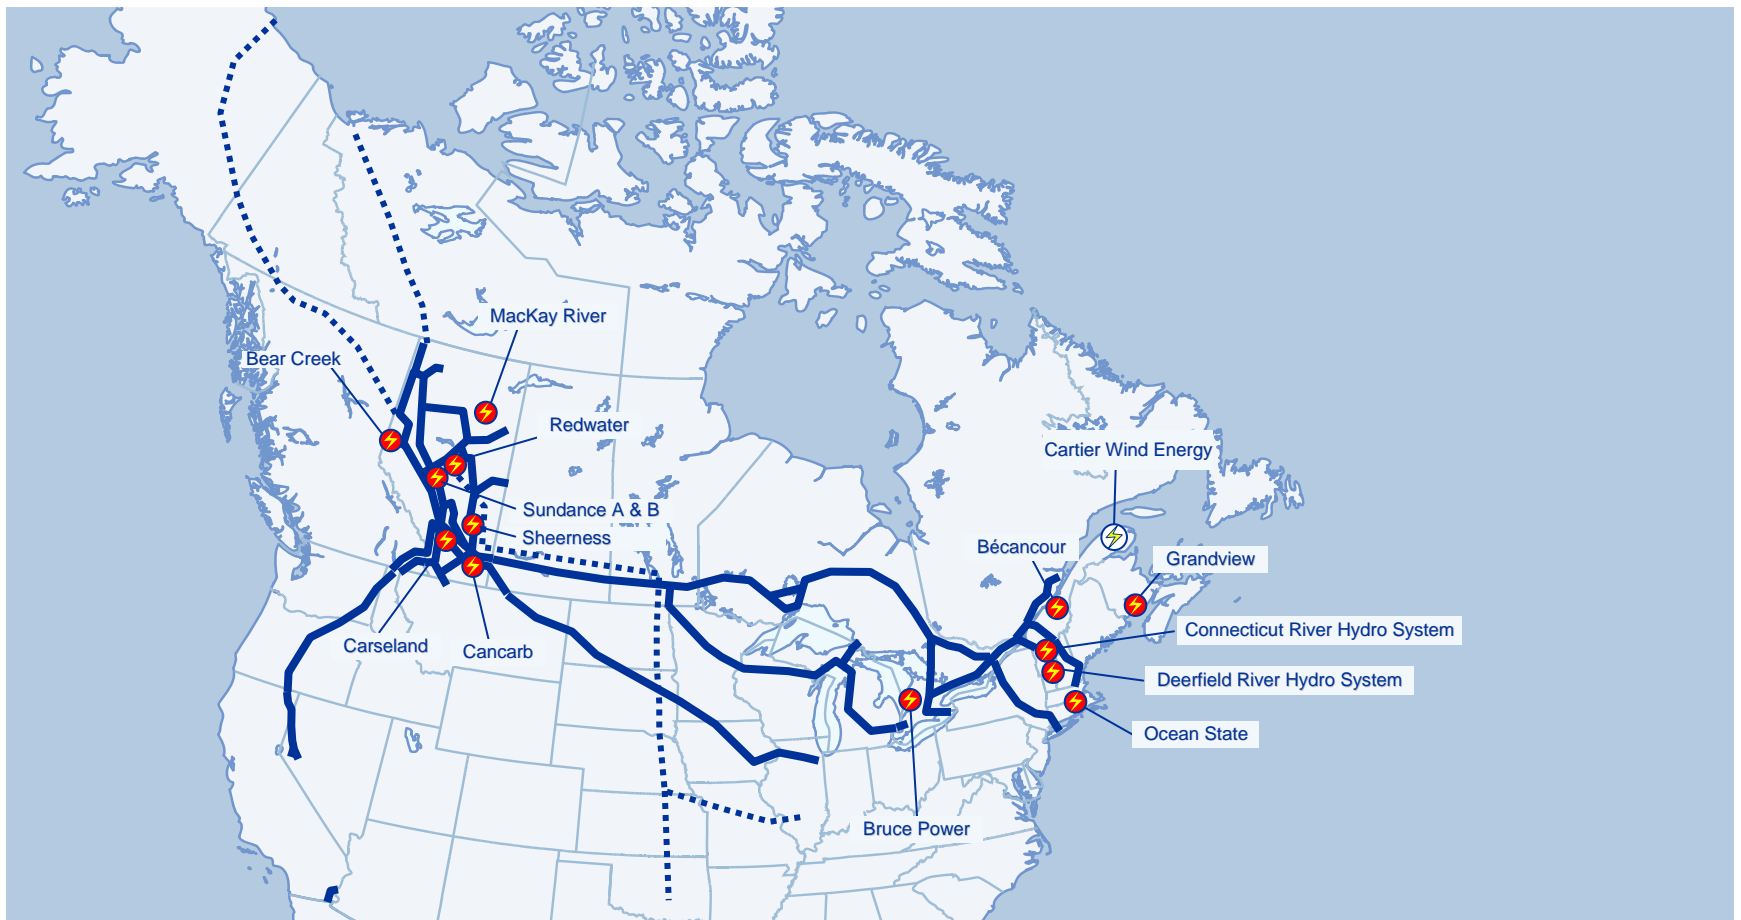 MacKay River
Bear Creek
Redwater
Cartier Wind Energy
Sundance A & B
Sheerness
Bécancour
Grandview
Connecticut River Hydro System
Carseland
Cancarb
Deerfield River Hydro System
Ocean State
Bruce Power